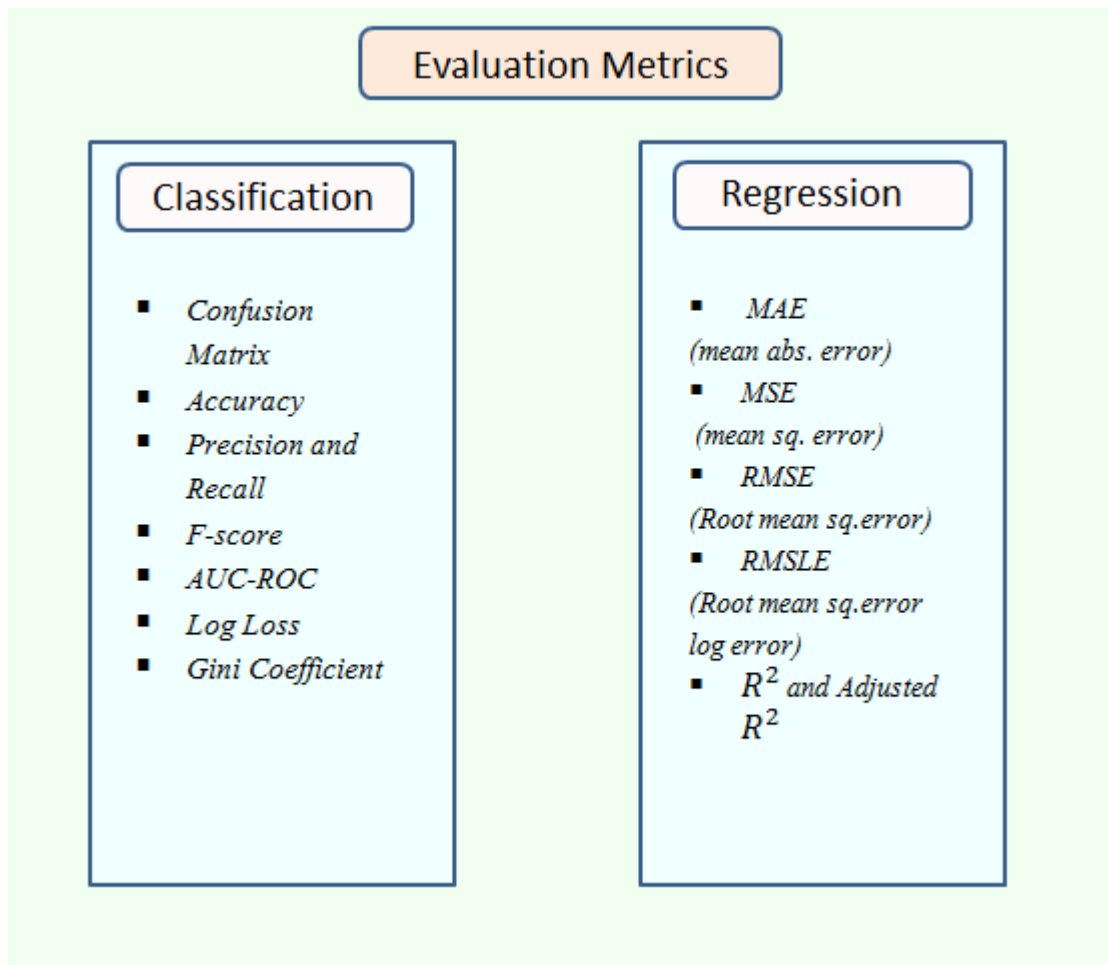 Evaluation Metrics
Classification
▪ Confusion
Matrix
▪ Accuracy
▪ Precision and
Recall
▪ F-score
▪ AUC-ROC
▪ Log Loss
▪ Gini Coefficient
Regression
▪ MAE
(mean abs. error)
▪ MSE
(mean sq. error)
▪ RMSE
(Root mean sq.error)
▪ RMSLE
(Root mean sq.error
log error)
▪ R² and Adjusted
R²